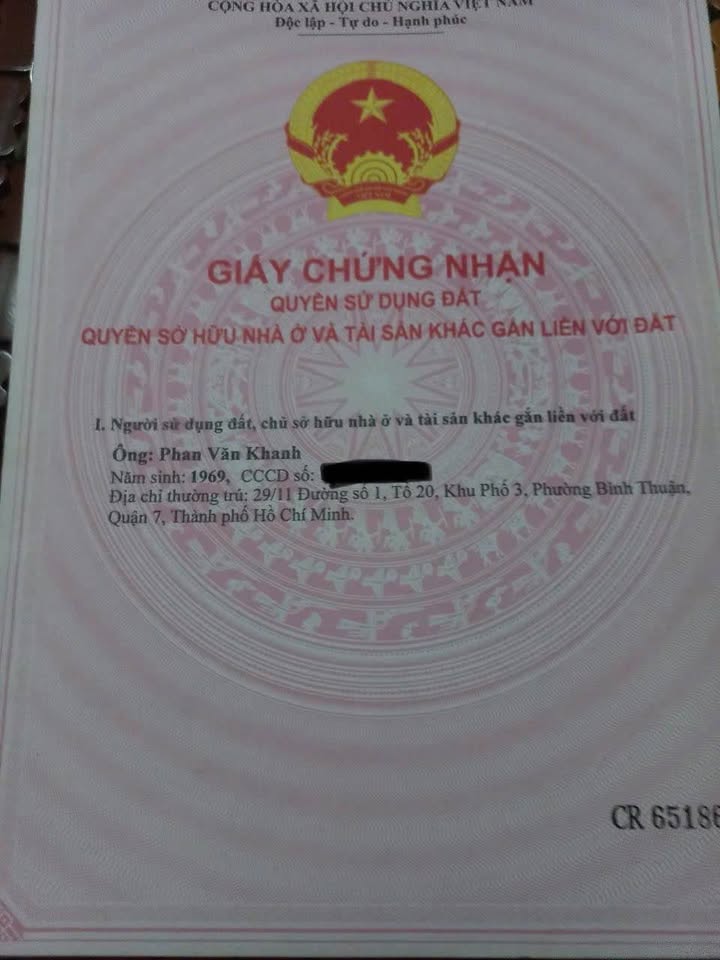 CỘNG HÒA XÃ HỘI CHỦ NGHĨA VIỆT NAM
Độc lập - Tự do - Hạnh phúc
GIẤY CHỨNG NHẬN
QUYỀN SỬ DỤNG ĐẤT
QUYỀN SỞ HỮU NHÀ Ở VÀ TÀI SẢN KHÁC GẮN LIỀN VỚI ĐẤT
I. Người sử dụng đất, chủ sở hữu nhà ở và tài sản khác gắn liền với đất
Ông: Phan Văn Khanh
Năm sinh: 1969, CCCD số:
Địa chỉ thường trú: 29/11 Đường số 1, Tổ 20, Khu Phố 3, Phường Bình Thuận,
Quận 7, Thành phố Hồ Chí Minh.
CR 65186